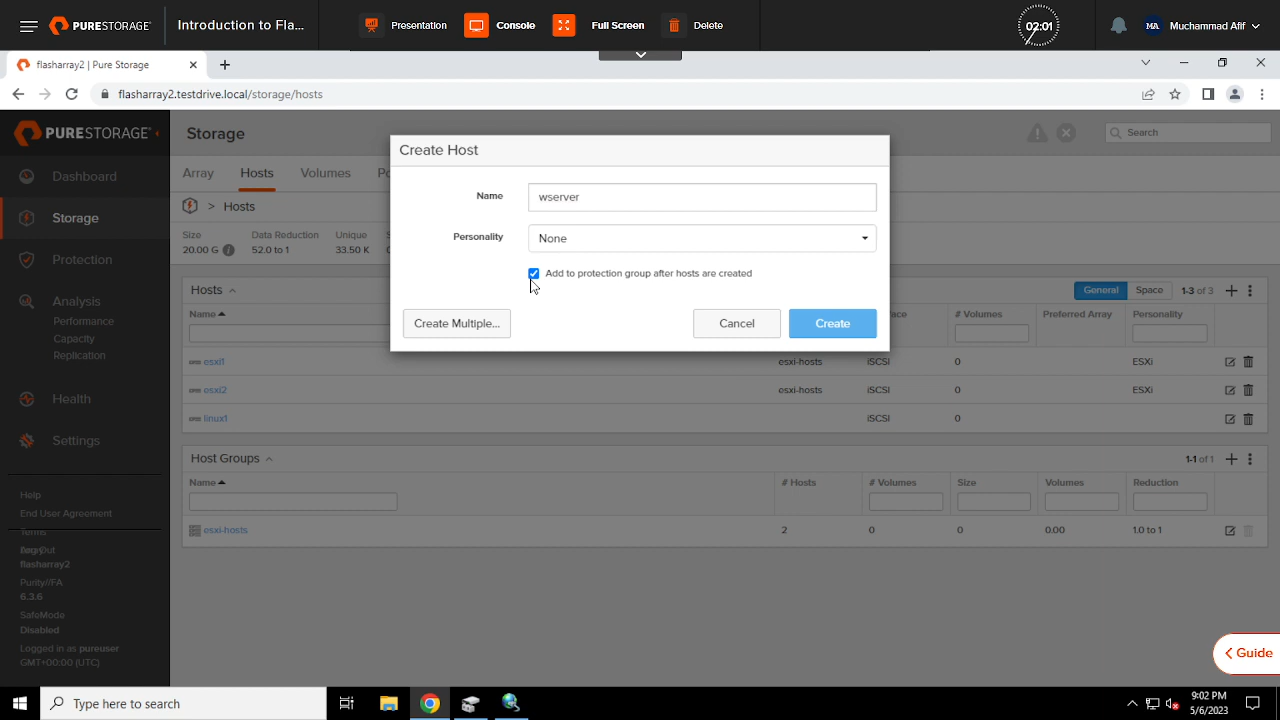 PURESTORAGE
Introduction to Fla...
Presentation
Console
Full Screen
Delete
02:01
MA
Muhammad Atif
flasharray2 | Pure Storage
flasharray2.testdrive.local/storage/hosts
PURESTORAGE®
Storage
Search
Dashboard
Storage
Protection
Analysis
Performance
Capacity
Replication
Health
Settings
Help
End User Agreement
Terms
flasharray2
Purity//FA
6.3.6
SafeMode
Disabled
Logged in as pureuser
GMT+00:00 (UTC)
Array
Hosts
Volumes
> Hosts
Size
20.00 G
Data Reduction
52.0 to 1
Unique
33.50 K
Create Host
Name
wserver
Personality
None
Add to protection group after hosts are created
Create Multiple...
Cancel
Create
Hosts
General
Space
1-3 of 3
Name
# Volumes
Preferred Array
Personality
esxi1
esxi-hosts
iSCSI
0
ESXi
esxi2
esxi-hosts
iSCSI
0
ESXi
linux1
iSCSI
0
Host Groups
1-1 of 1
Name
# Hosts
# Volumes
Size
Volumes
Reduction
esxi-hosts
2
0
0
0.00
1.0 to 1
< Guide
Type here to search
9:02 PM
5/6/2023